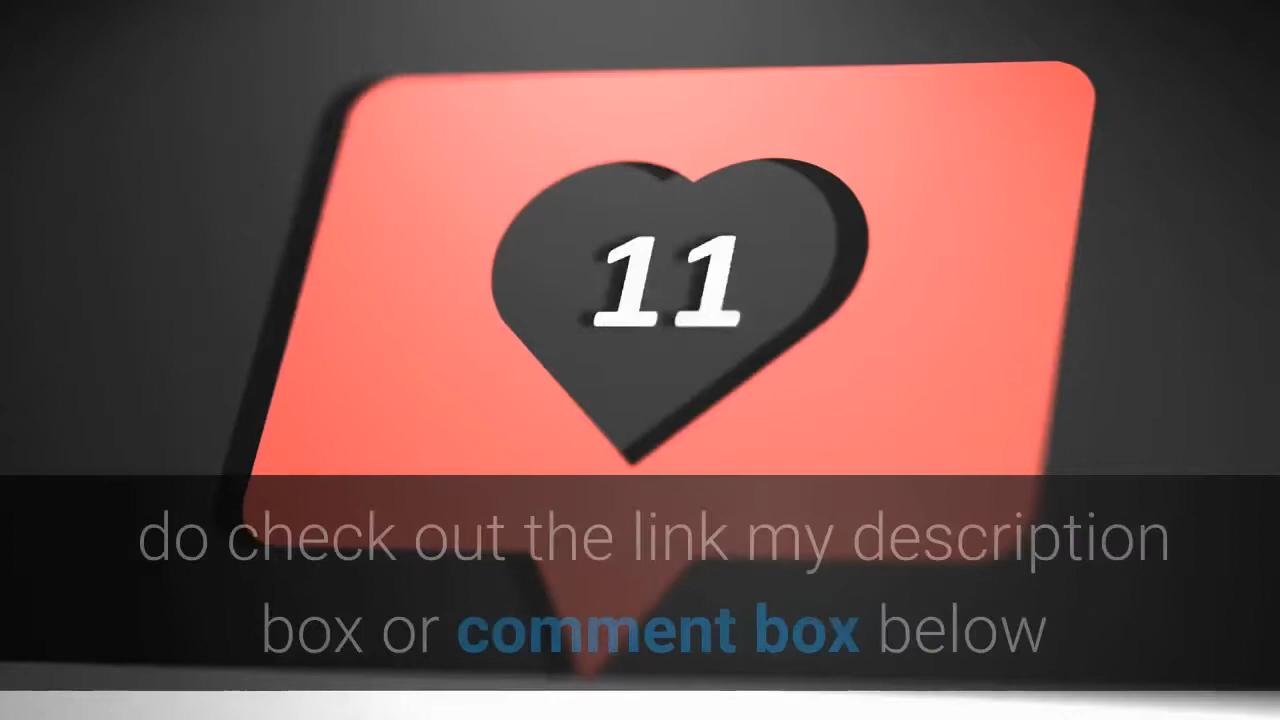 11
do check out the link my description
box or comment box below